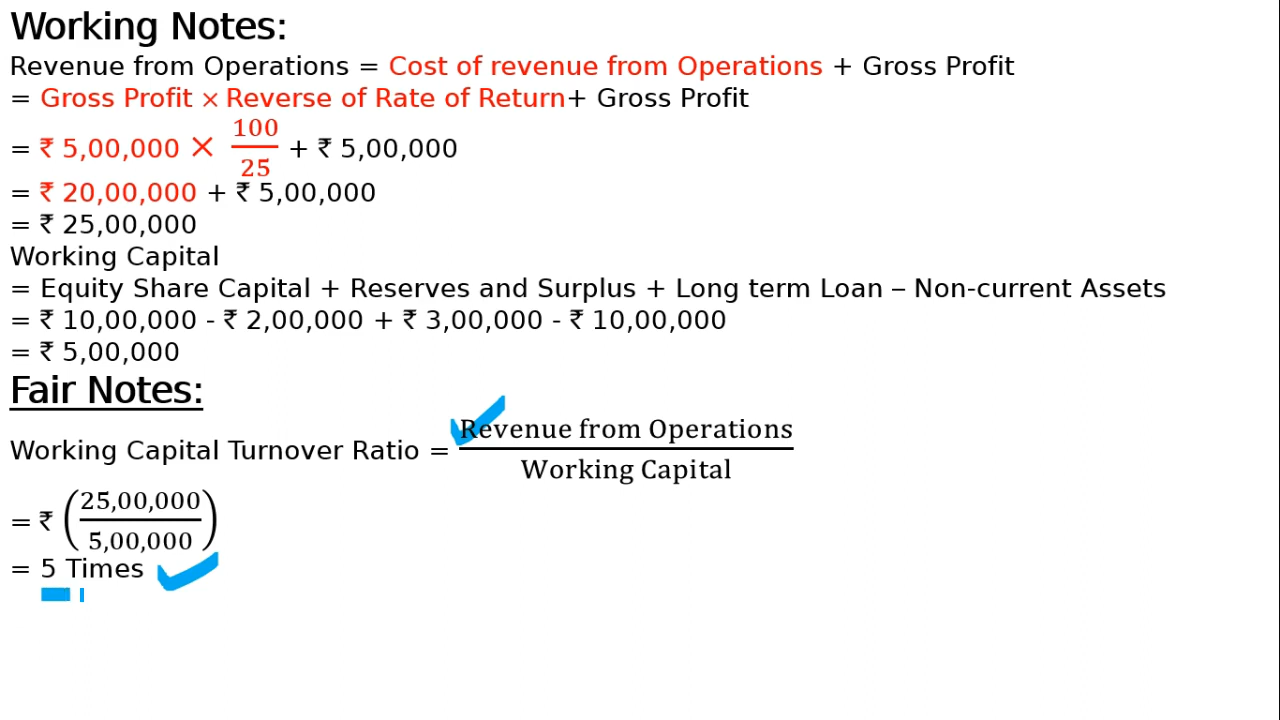 Working Notes:
Revenue from Operations = Cost of revenue from Operations + Gross Profit
= Gross Profit × Reverse of Rate of Return+ Gross Profit
= ₹ 5,00,000 × 100/25 + ₹ 5,00,000
= ₹ 20,00,000 + ₹ 5,00,000
= ₹ 25,00,000
Working Capital
= Equity Share Capital + Reserves and Surplus + Long term Loan – Non-current Assets
= ₹ 10,00,000 - ₹ 2,00,000 + ₹ 3,00,000 - ₹ 10,00,000
= ₹ 5,00,000
Fair Notes:
Working Capital Turnover Ratio = Revenue from Operations/Working Capital
= ₹ (25,00,000/5,00,000)
= 5 Times